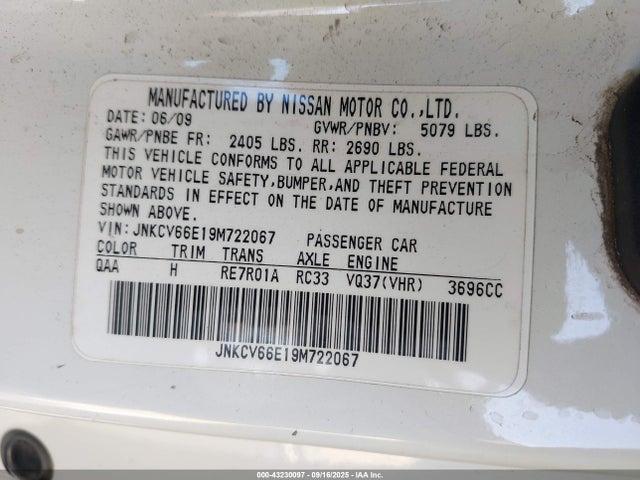 MANUFACTURED BY NISSAN MOTOR CO.,LTD.
DATE: 06/09 GVWR/PNBV: 5079 LBS.
GAWR/PNBE FR: 2405 LBS. RR: 2690 LBS.
THIS VEHICLE CONFORMS TO ALL APPLICABLE FEDERAL
MOTOR VEHICLE SAFETY,BUMPER,AND THEFT PREVENTION
STANDARDS IN EFFECT ON THE DATE OF MANUFACTURE
SHOWN ABOVE.
VIN: JNKCV66E19M722067 PASSENGER CAR
COLOR TRIM TRANS AXLE ENGINE
QAA H RE7R01A RC33 VQ37(VHR) 3696CC
JNKCV66E19M722067
000-43230097 - 09/16/2025 - IAA Inc.